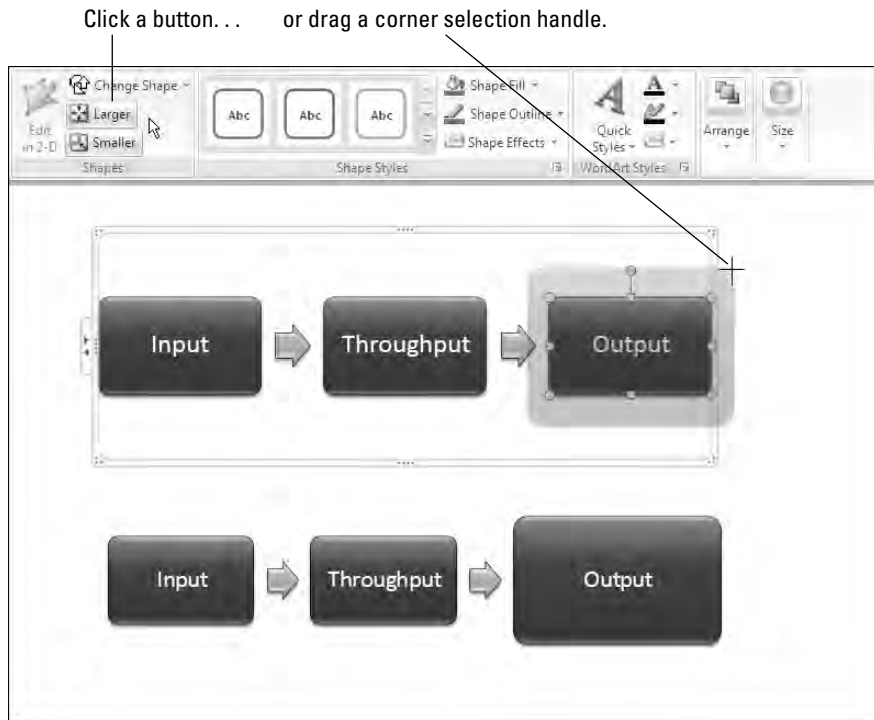 Click a button. . . or drag a corner selection handle.
Change Shape
Larger
Smaller
Edit
in 2-D
Shapes
Abc Abc Abc
Shape Fill
Shape Outline
Shape Effects
Shape Styles
Quick
Styles
WordArt Styles
Arrange
Size
Input Throughput Output
Input Throughput Output